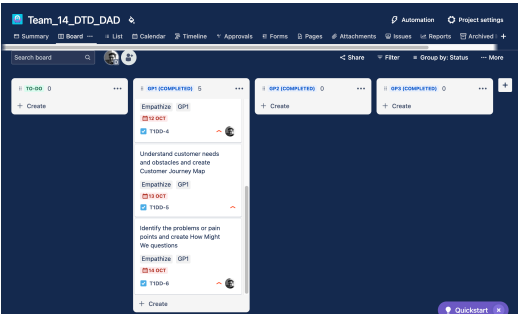 Team_14_DTD_DAD
Automation
Project settings
Summary
Board
List
Calendar
Timeline
Approvals
Forms
Pages
Attachments
Issues
Reports
Archived
Search board
Share
Filter
Group by: Status
More
TO-DO 0
+ Create
GP1 (COMPLETED) 5
Empathize GP1
12 OCT
T1DD-4
Understand customer needs
and obstacles and create
Customer Journey Map
Empathize GP1
13 OCT
T1DD-5
Identify the problems or pain
points and create How Might
We questions
Empathize GP1
14 OCT
T1DD-6
+ Create
GP2 (COMPLETED) 0
+ Create
GP3 (COMPLETED) 0
+ Create
Quickstart